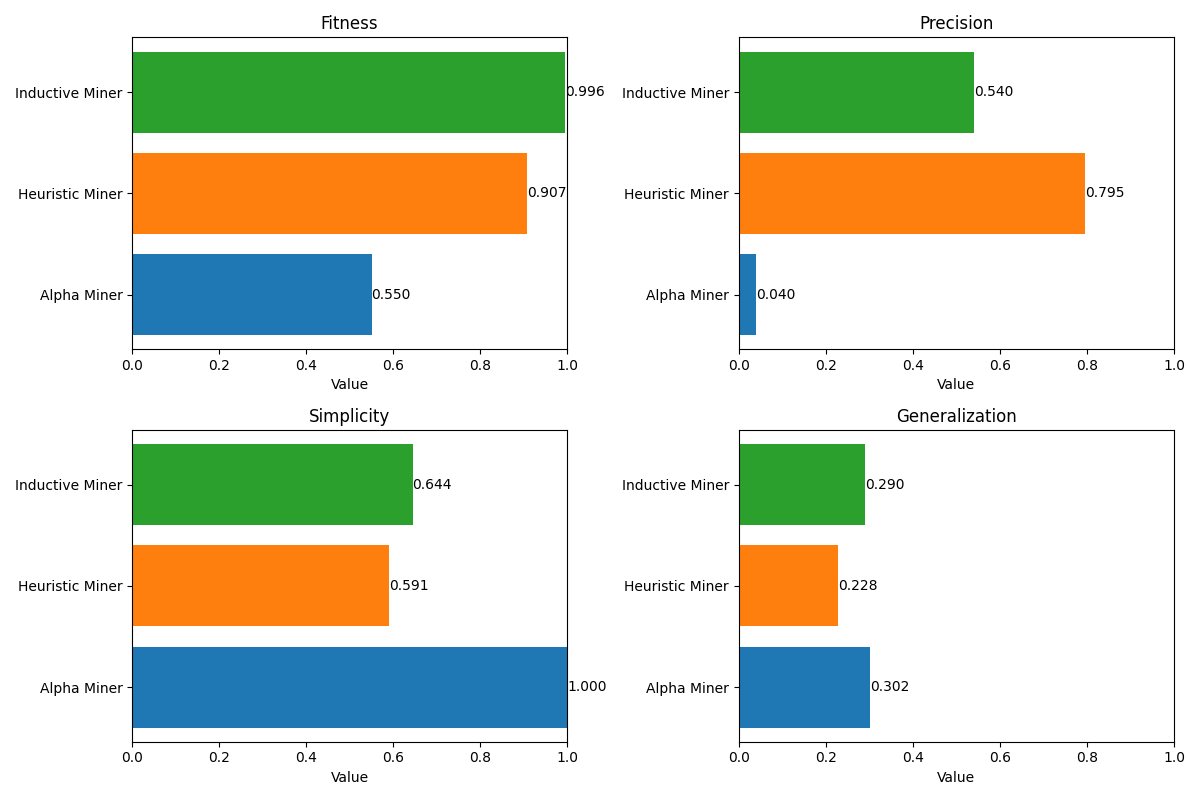 Fitness
Inductive Miner
0.996
Heuristic Miner
0.907
Alpha Miner
0.550
0.0 0.2 0.4 0.6 0.8 1.0
Value
Precision
Inductive Miner
0.540
Heuristic Miner
0.795
Alpha Miner
0.040
0.0 0.2 0.4 0.6 0.8 1.0
Value
Simplicity
Inductive Miner
0.644
Heuristic Miner
0.591
Alpha Miner
1.000
0.0 0.2 0.4 0.6 0.8 1.0
Value
Generalization
Inductive Miner
0.290
Heuristic Miner
0.228
Alpha Miner
0.302
0.0 0.2 0.4 0.6 0.8 1.0
Value